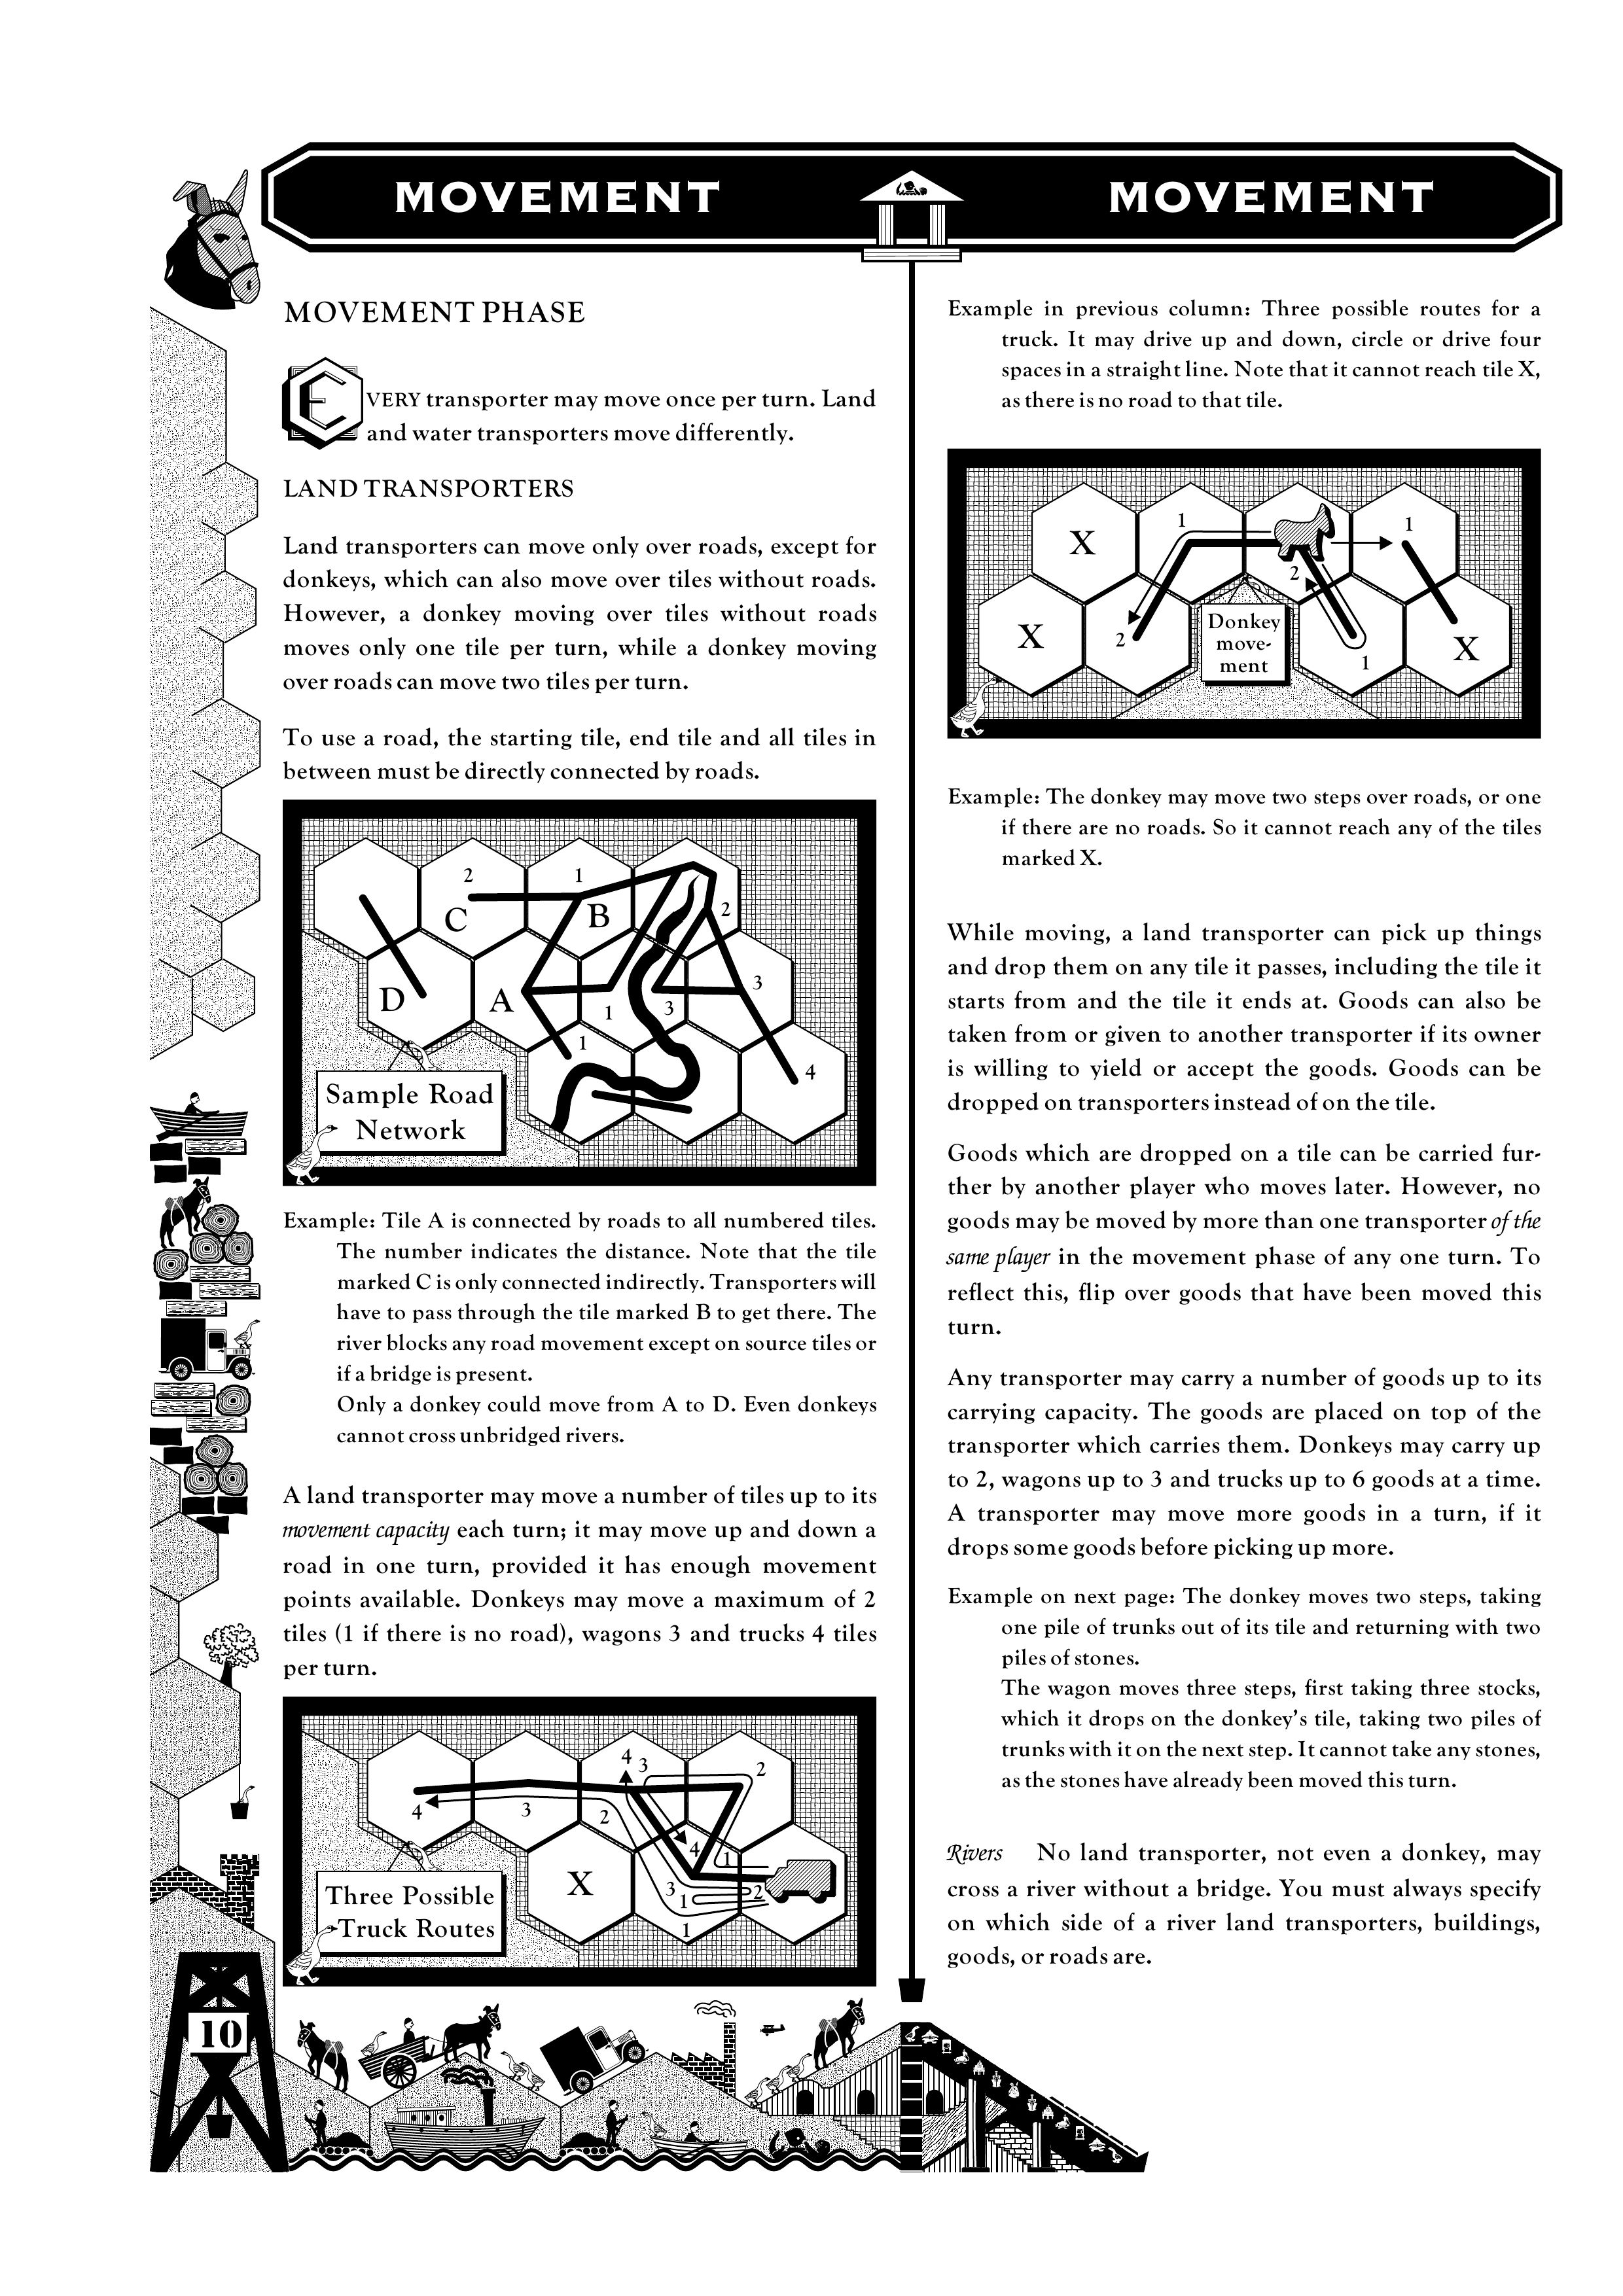 MOVEMENT
MOVEMENT
MOVEMENT PHASE
EVERY transporter may move once per turn. Land
and water transporters move differently.
LAND TRANSPORTERS
Land transporters can move only over roads, except for
donkeys, which can also move over tiles without roads.
However, a donkey moving over tiles without roads
moves only one tile per turn, while a donkey moving
over roads can move two tiles per turn.
To use a road, the starting tile, end tile and all tiles in
between must be directly connected by roads.
2
1
C
B
2
D
A
1
3
3
1
4
Sample Road
Network
Example: Tile A is connected by roads to all numbered tiles.
The number indicates the distance. Note that the tile
marked C is only connected indirectly. Transporters will
have to pass through the tile marked B to get there. The
river blocks any road movement except on source tiles or
if a bridge is present.
Only a donkey could move from A to D. Even donkeys
cannot cross unbridged rivers.
A land transporter may move a number of tiles up to its
movement capacity each turn; it may move up and down a
road in one turn, provided it has enough movement
points available. Donkeys may move a maximum of 2
tiles (1 if there is no road), wagons 3 and trucks 4 tiles
per turn.
4
3
2
4
3
2
4
1
X
3
1
2
1
Three Possible
Truck Routes
10
Example in previous column: Three possible routes for a
truck. It may drive up and down, circle or drive four
spaces in a straight line. Note that it cannot reach tile X,
as there is no road to that tile.
X
1
1
2
X
2
Donkey
move-
ment
1
X
Example: The donkey may move two steps over roads, or one
if there are no roads. So it cannot reach any of the tiles
marked X.
While moving, a land transporter can pick up things
and drop them on any tile it passes, including the tile it
starts from and the tile it ends at. Goods can also be
taken from or given to another transporter if its owner
is willing to yield or accept the goods. Goods can be
dropped on transporters instead of on the tile.
Goods which are dropped on a tile can be carried fur-
ther by another player who moves later. However, no
goods may be moved by more than one transporter of the
same player in the movement phase of any one turn. To
reflect this, flip over goods that have been moved this
turn.
Any transporter may carry a number of goods up to its
carrying capacity. The goods are placed on top of the
transporter which carries them. Donkeys may carry up
to 2, wagons up to 3 and trucks up to 6 goods at a time.
A transporter may move more goods in a turn, if it
drops some goods before picking up more.
Example on next page: The donkey moves two steps, taking
one pile of trunks out of its tile and returning with two
piles of stones.
The wagon moves three steps, first taking three stocks,
which it drops on the donkey's tile, taking two piles of
trunks with it on the next step. It cannot take any stones,
as the stones have already been moved this turn.
Rivers No land transporter, not even a donkey, may
cross a river without a bridge. You must always specify
on which side of a river land transporters, buildings,
goods, or roads are.